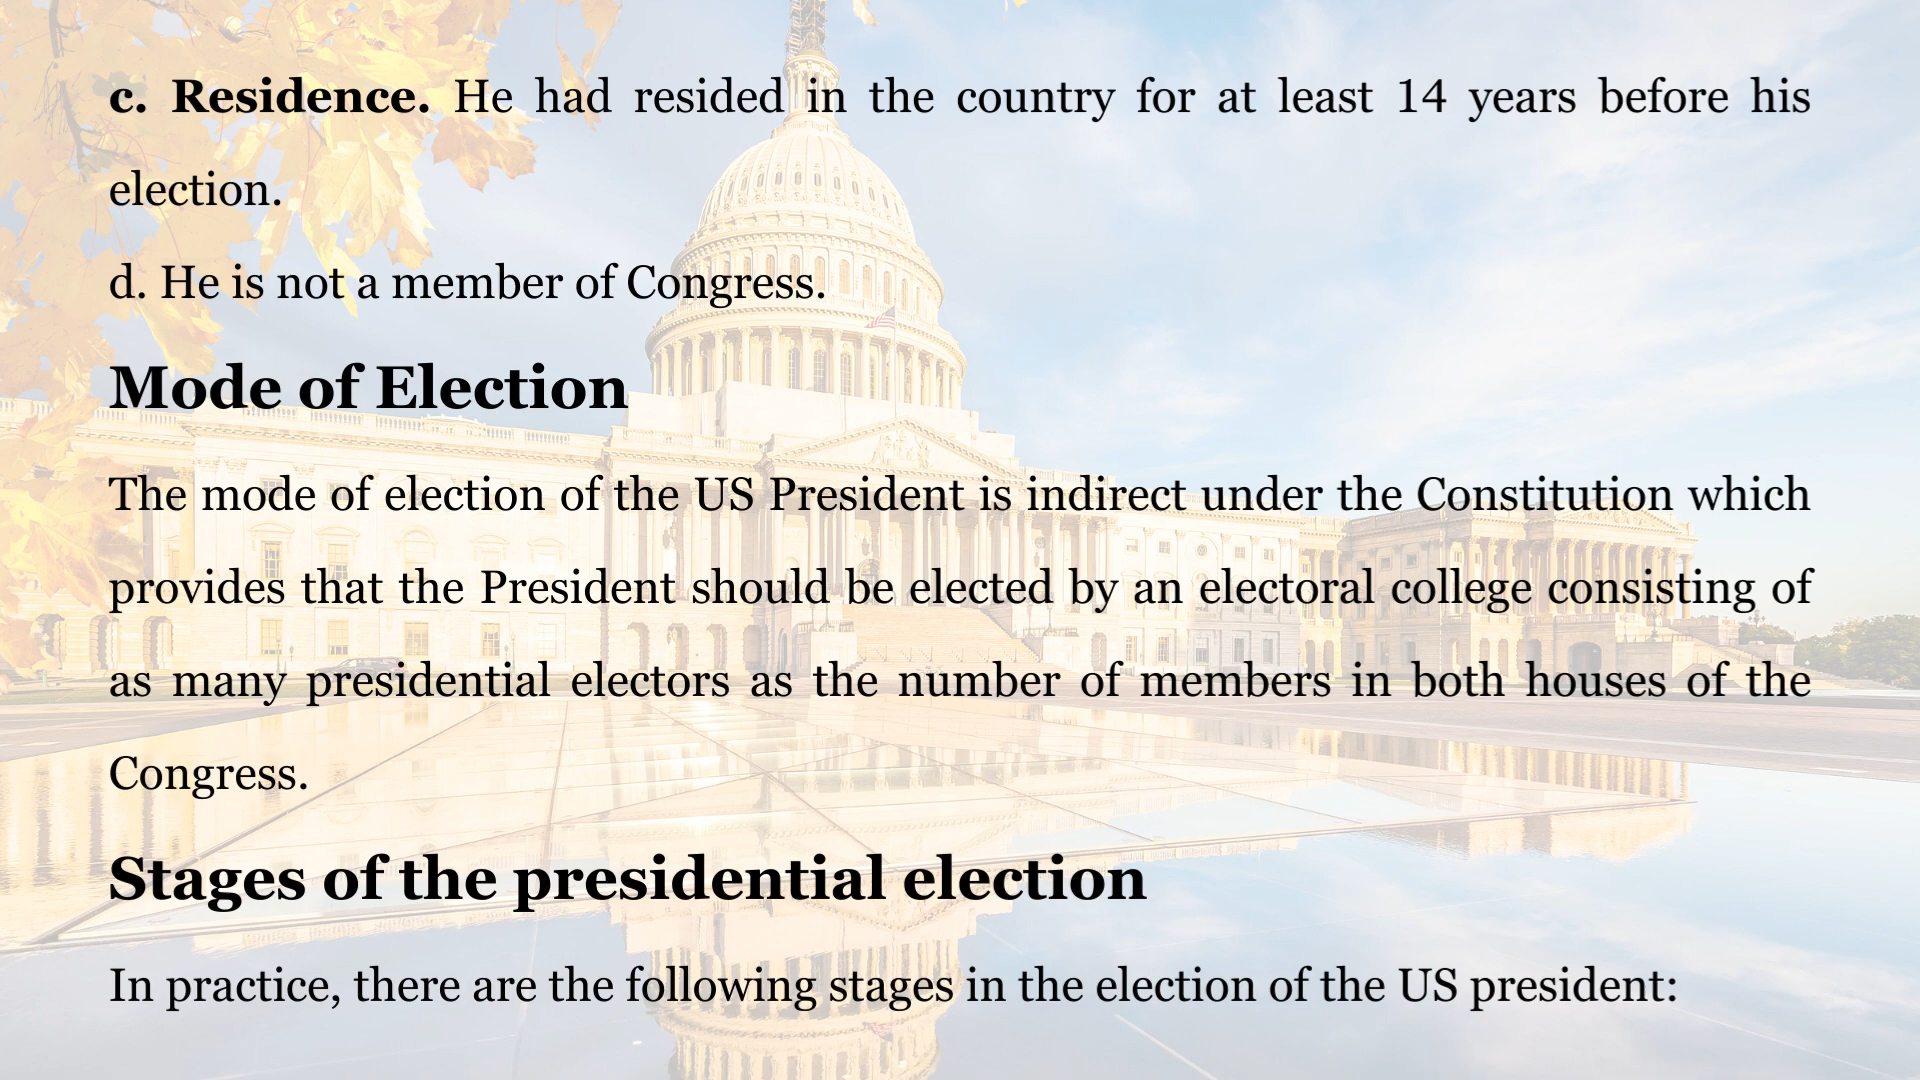 c. Residence. He had resided in the country for at least 14 years before his
election.
d. He is not a member of Congress.
Mode of Election
The mode of election of the US President is indirect under the Constitution which
provides that the President should be elected by an electoral college consisting of
as many presidential electors as the number of members in both houses of the
Congress.
Stages of the presidential election
In practice, there are the following stages in the election of the US president: